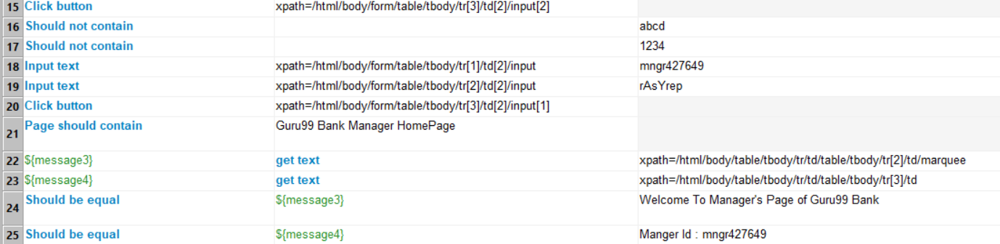 15 Click button xpath=/html/body/form/table/tbody/tr[3]/td[2]/input[2]
16 Should not contain abcd
17 Should not contain 1234
18 Input text xpath=/html/body/form/table/tbody/tr[1]/td[2]/input mngr427649
19 Input text xpath=/html/body/form/table/tbody/tr[2]/td[2]/input rAsYrep
20 Click button xpath=/html/body/form/table/tbody/tr[3]/td[2]/input[1]
21 Page should contain Guru99 Bank Manager HomePage
22 ${message3} get text xpath=/html/body/table/tbody/tr/td/table/tbody/tr[2]/td/marquee
23 ${message4} get text xpath=/html/body/table/tbody/tr/td/table/tbody/tr[3]/td
24 Should be equal ${message3} Welcome To Manager's Page of Guru99 Bank
25 Should be equal ${message4} Manger Id : mngr427649